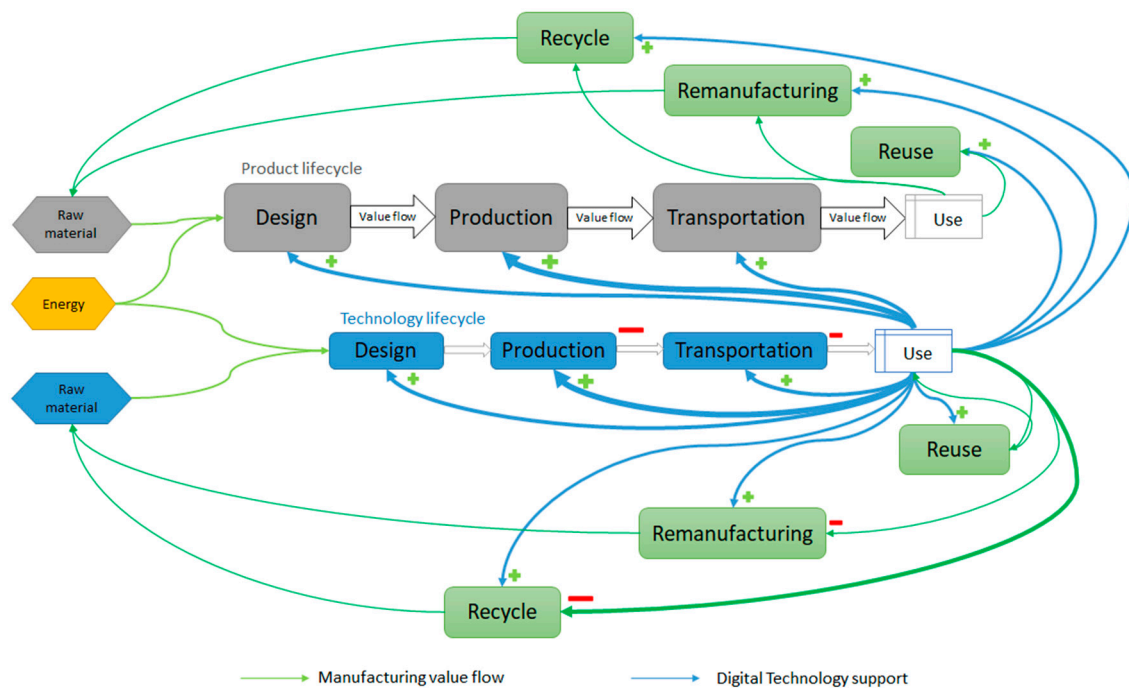 Recycle
Remanufacturing
Reuse
Product lifecycle
Raw
material
Design
Value flow
Production
Value flow
Transportation
Value flow
Use
Energy
Technology lifecycle
Design
Production
Transportation
Use
Raw
material
Reuse
Remanufacturing
Recycle
Manufacturing value flow
Digital Technology support